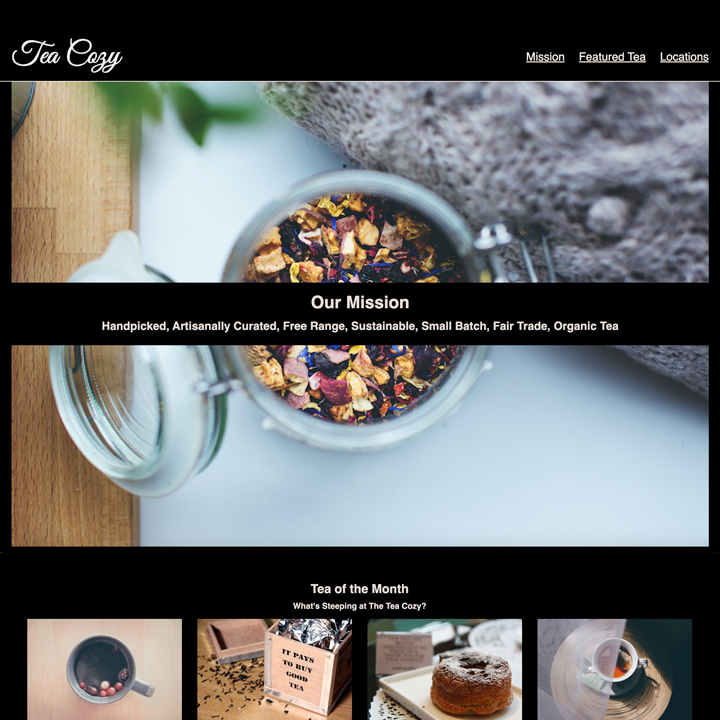 Tea Cozy
Mission Featured Tea Locations
Our Mission
Handpicked, Artisanally Curated, Free Range, Sustainable, Small Batch, Fair Trade, Organic Tea
Tea of the Month
What's Steeping at The Tea Cozy?
IT PAYS
TO BUY
GOOD
TEA